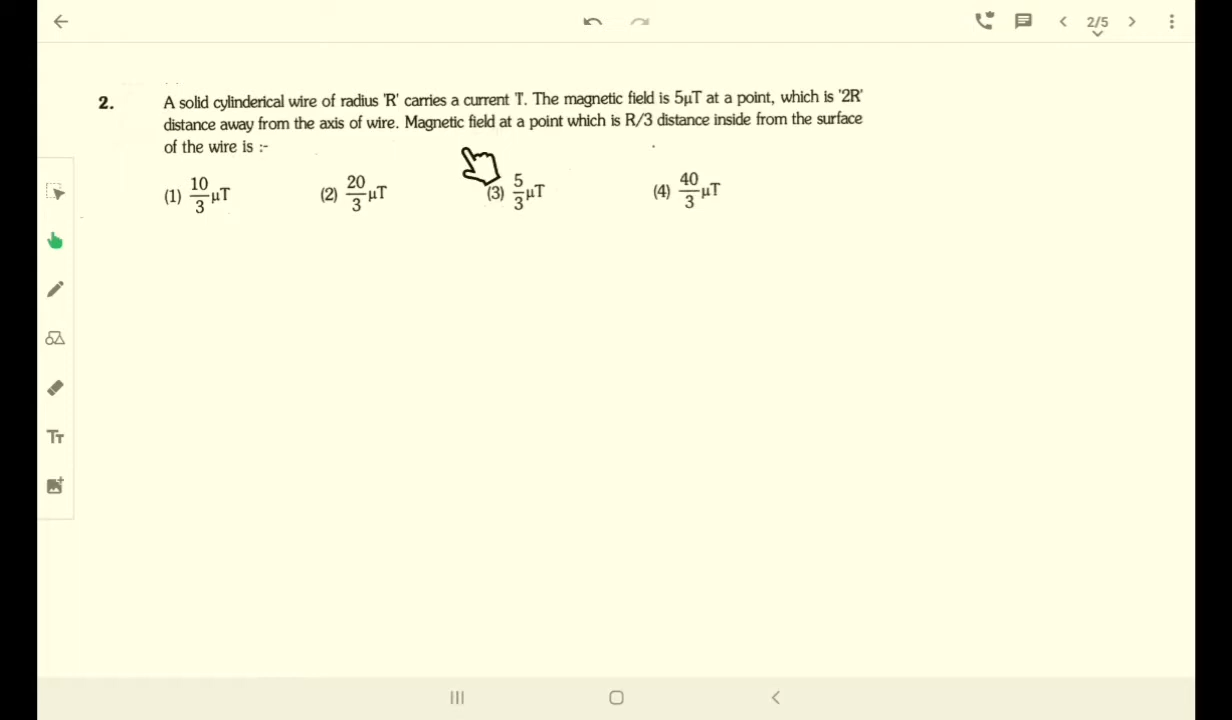 2/5
2. A solid cylinderical wire of radius 'R' carries a current 'I'. The magnetic field is 5μT at a point, which is '2R'
distance away from the axis of wire. Magnetic field at a point which is R/3 distance inside from the surface
of the wire is :-
(1) 10/3 μT (2) 20/3 μT (3) 5/3 μT (4) 40/3 μT
Tт